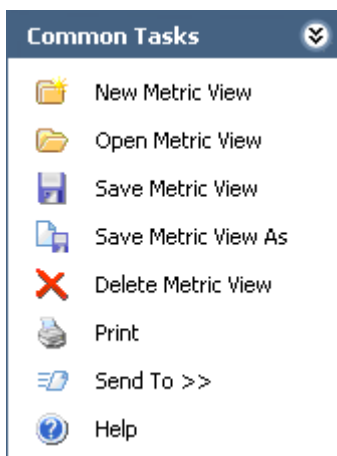 Common Tasks
New Metric View
Open Metric View
Save Metric View
Save Metric View As
Delete Metric View
Print
Send To >>
Help